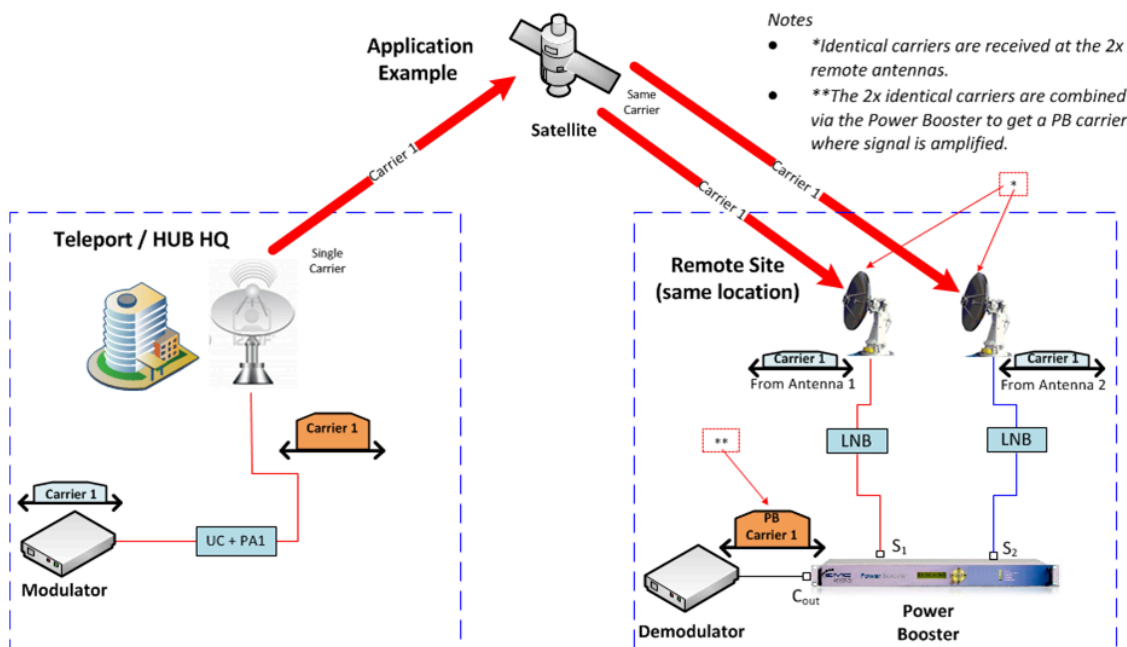 Application
Example
Satellite
Same
Carrier
Carrier 1
Carrier 1
Carrier 1
Notes
*Identical carriers are received at the 2x
remote antennas.
**The 2x identical carriers are combined
via the Power Booster to get a PB carrier
where signal is amplified.
*
Teleport / HUB HQ
Single
Carrier
Carrier 1
Carrier 1
UC + PA1
Modulator
Remote Site
(same location)
Carrier 1
From Antenna 1
Carrier 1
From Antenna 2
LNB
LNB
**
PB
Carrier 1
S1
S2
Cout
Power Booster
Demodulator
Power
Booster